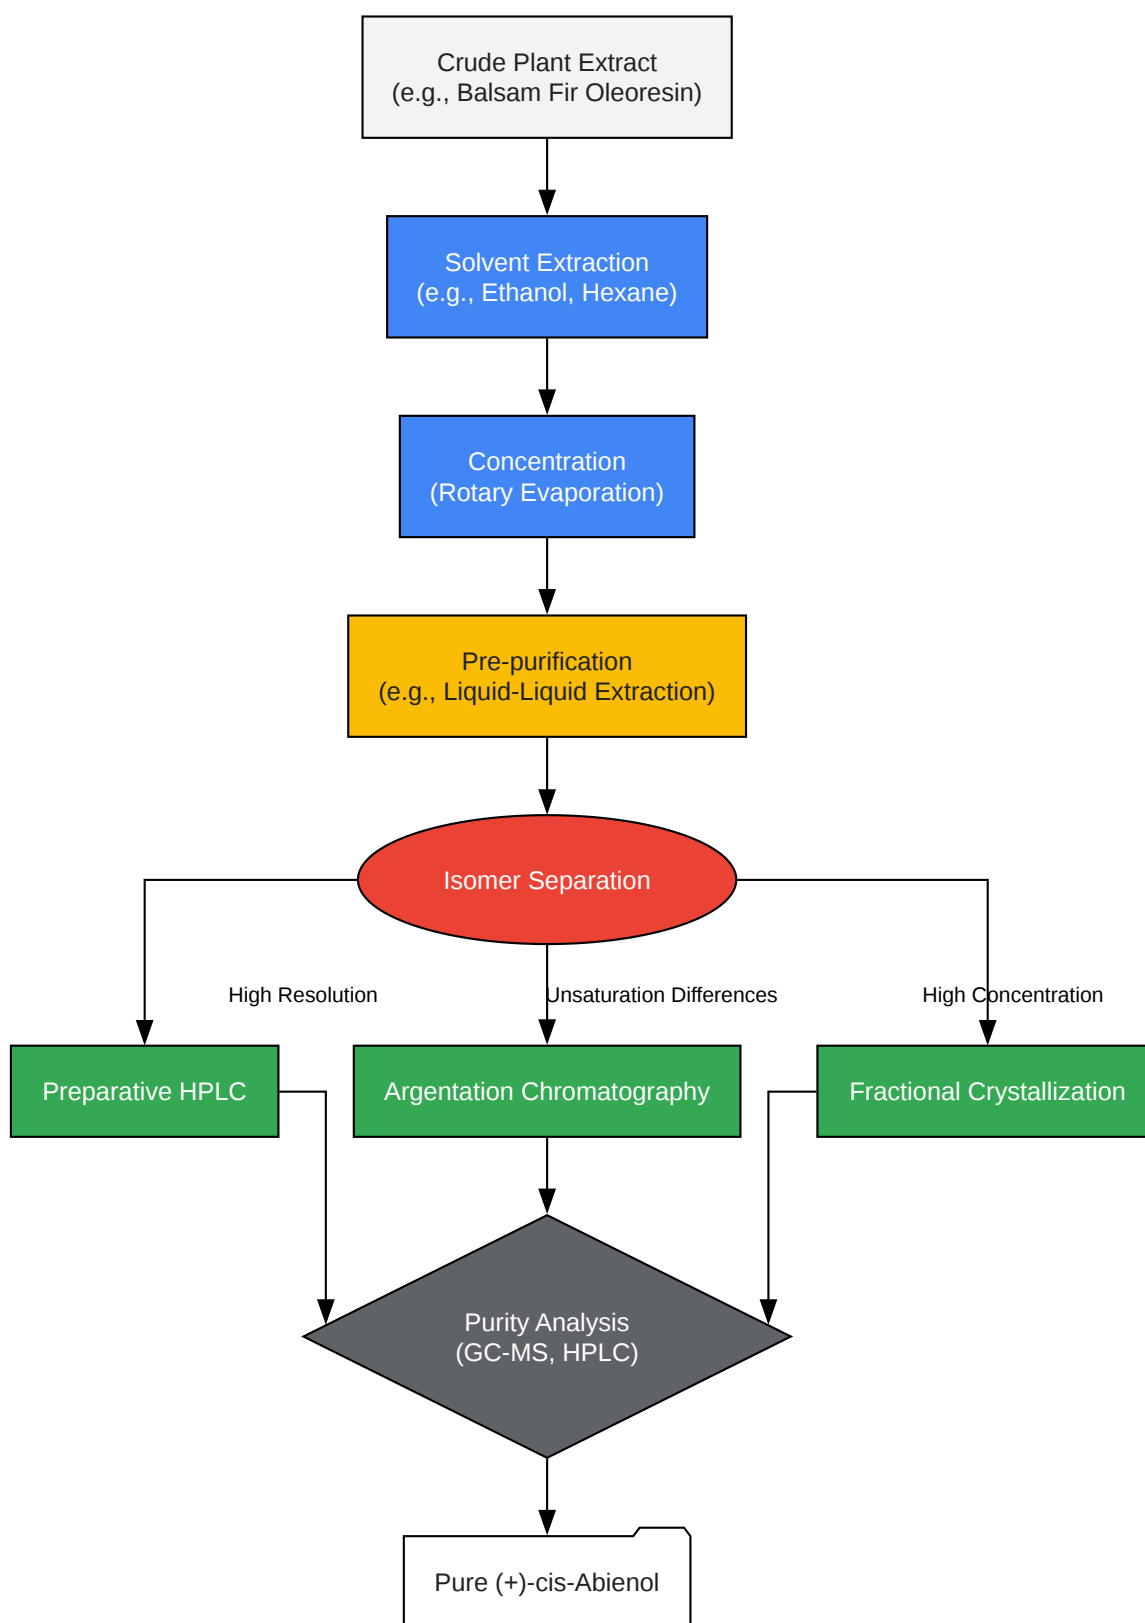 Crude Plant Extract
(e.g., Balsam Fir Oleoresin)
Solvent Extraction
(e.g., Ethanol, Hexane)
Concentration
(Rotary Evaporation)
Pre-purification
(e.g., Liquid-Liquid Extraction)
Isomer Separation
High Resolution
Unsaturation Differences
High Concentration
Preparative HPLC
Argentation Chromatography
Fractional Crystallization
Purity Analysis
(GC-MS, HPLC)
Pure (+)-cis-Abienol